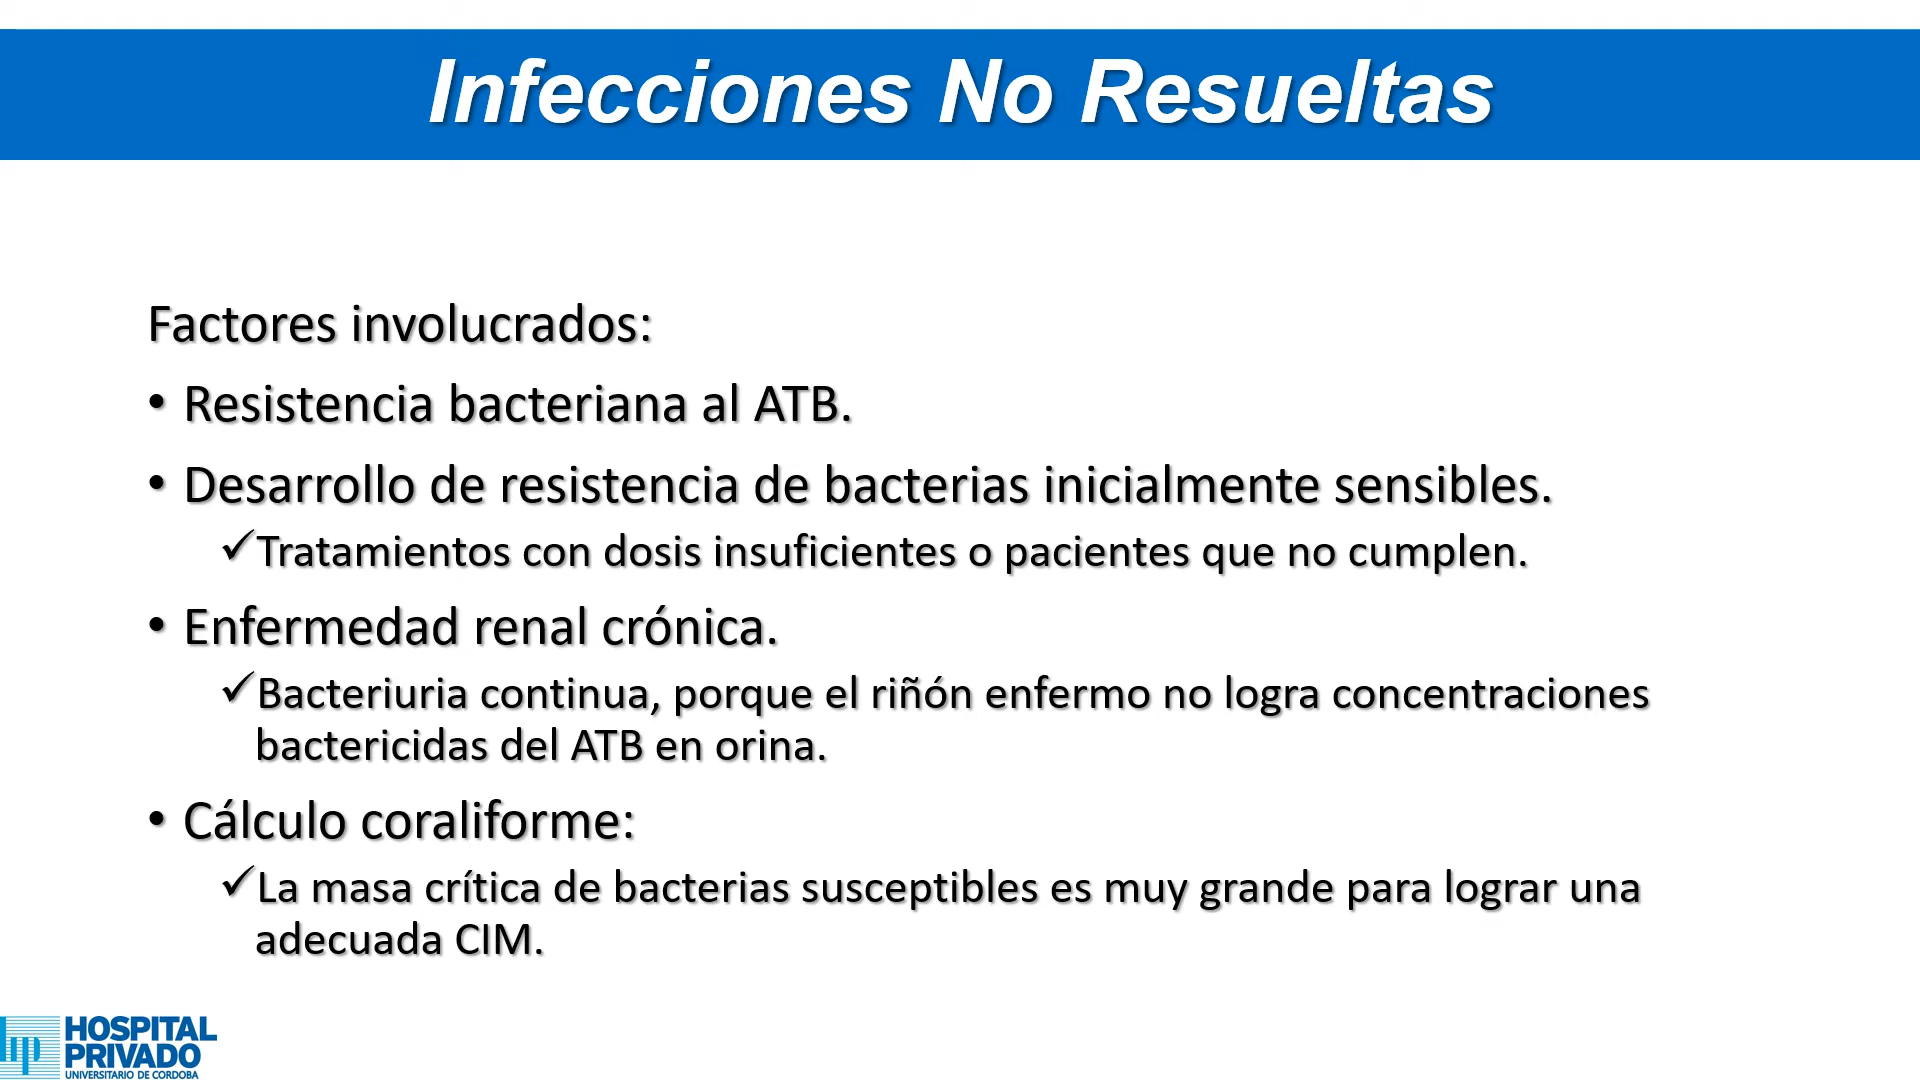 Infecciones No Resueltas
Factores involucrados:
• Resistencia bacteriana al ATB.
• Desarrollo de resistencia de bacterias inicialmente sensibles.
✓Tratamientos con dosis insuficientes o pacientes que no cumplen.
• Enfermedad renal crónica.
✓Bacteriuria continua, porque el riñón enfermo no logra concentraciones
bactericidas del ATB en orina.
• Cálculo coraliforme:
✓La masa crítica de bacterias susceptibles es muy grande para lograr una
adecuada CIM.
hp
HOSPITAL
PRIVADO
UNIVERSITARIO DE CORDOBA